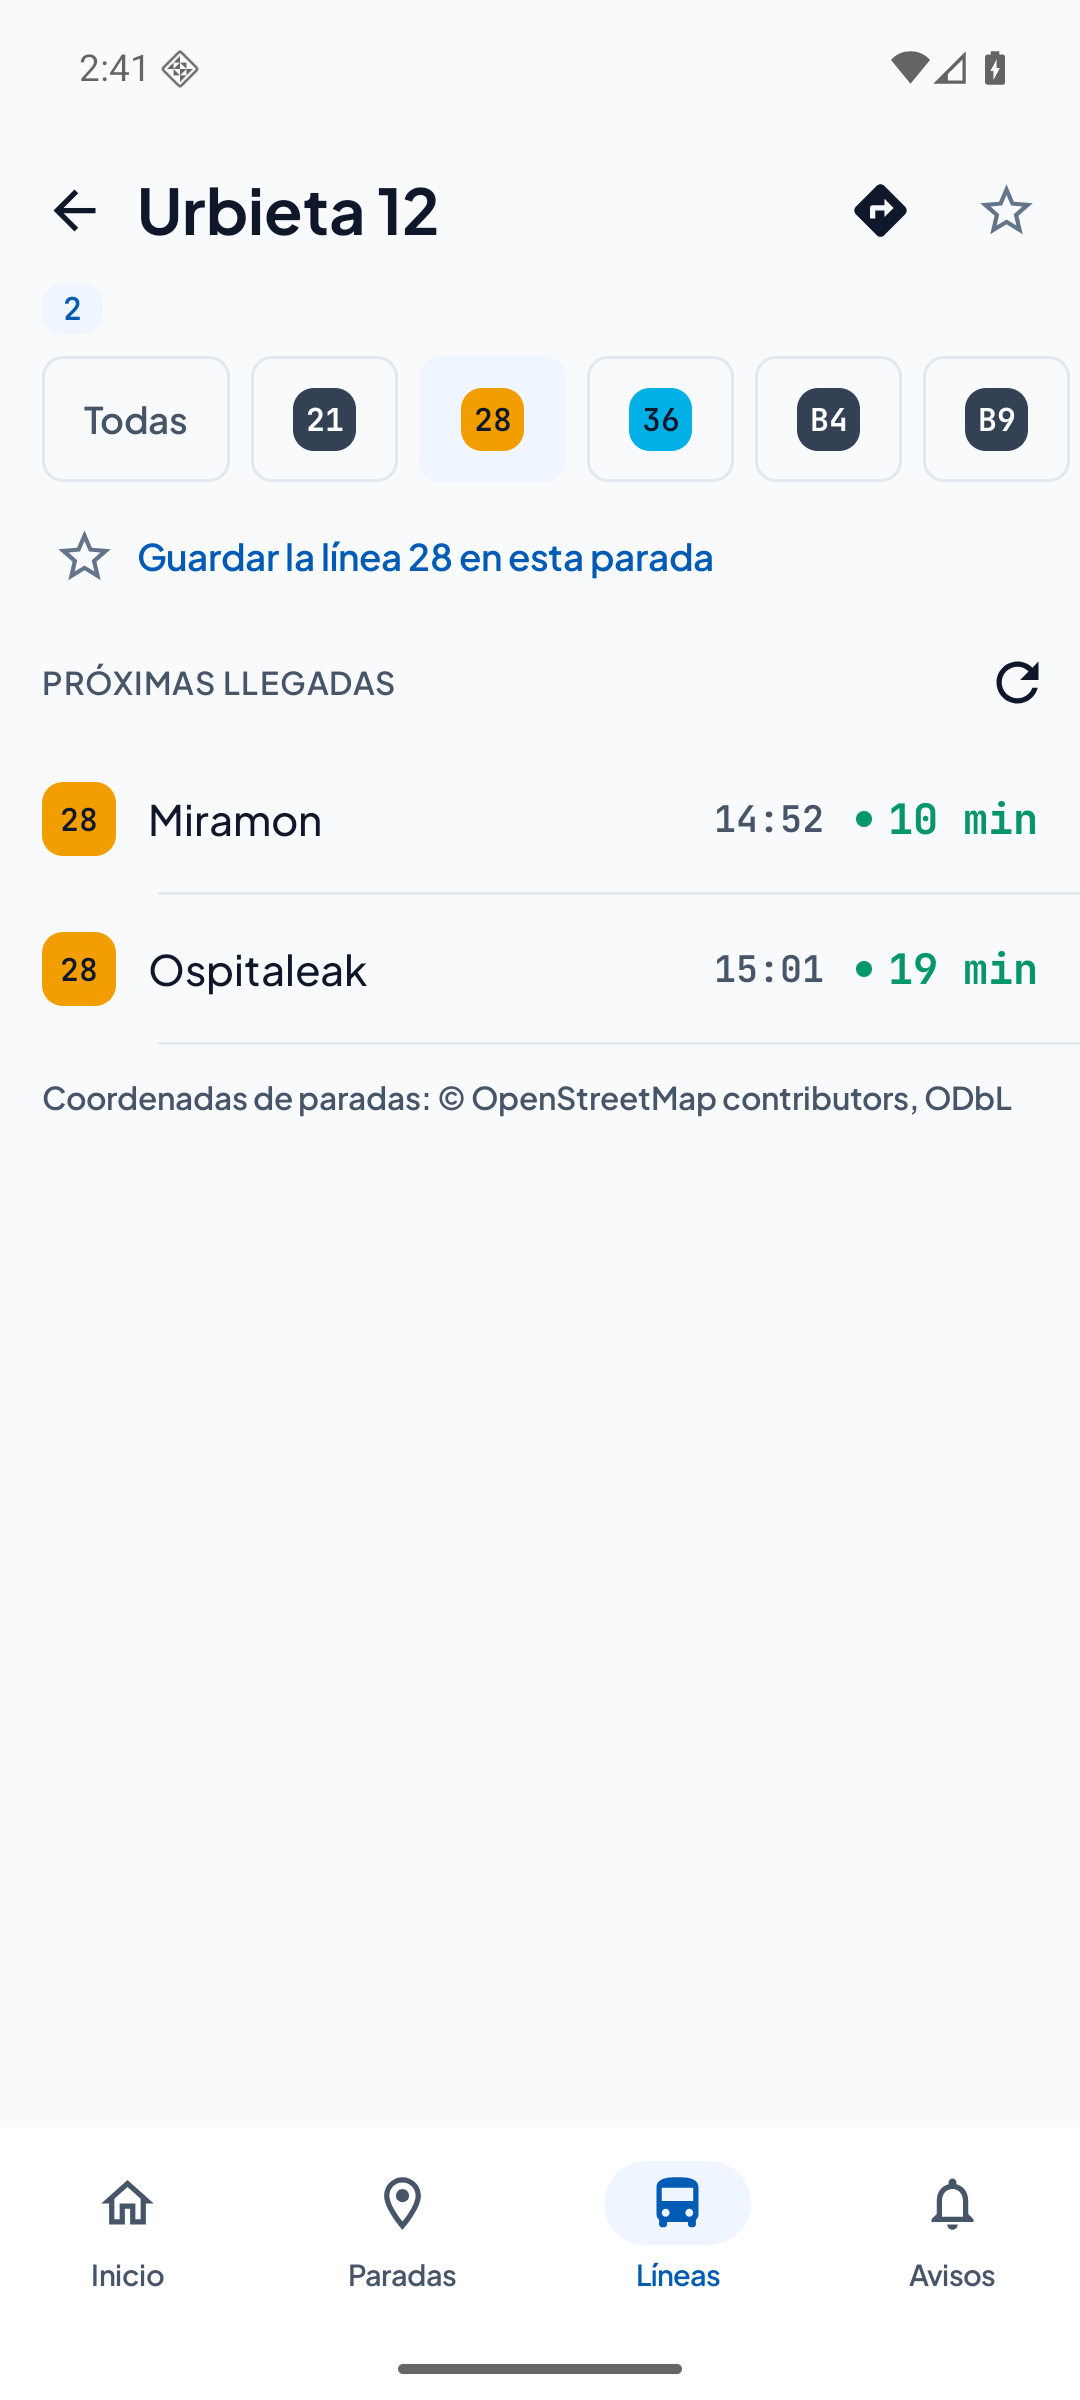 2:41
Urbieta 12
2
Todas 21 28 36 B4 B9
Guardar la línea 28 en esta parada
PRÓXIMAS LLEGADAS
28 Miramon 14:52 • 10 min
28 Ospitaleak 15:01 • 19 min
Coordenadas de paradas: © OpenStreetMap contributors, ODbL
Inicio Paradas Líneas Avisos